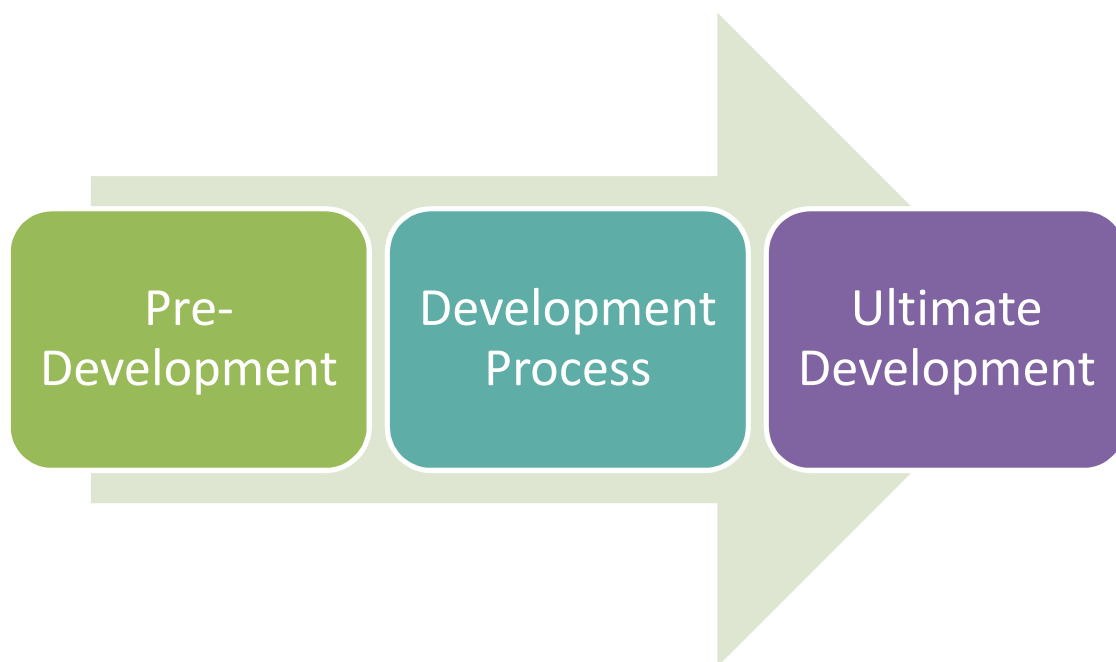 Pre-
Development
Development
Process
Ultimate
Development